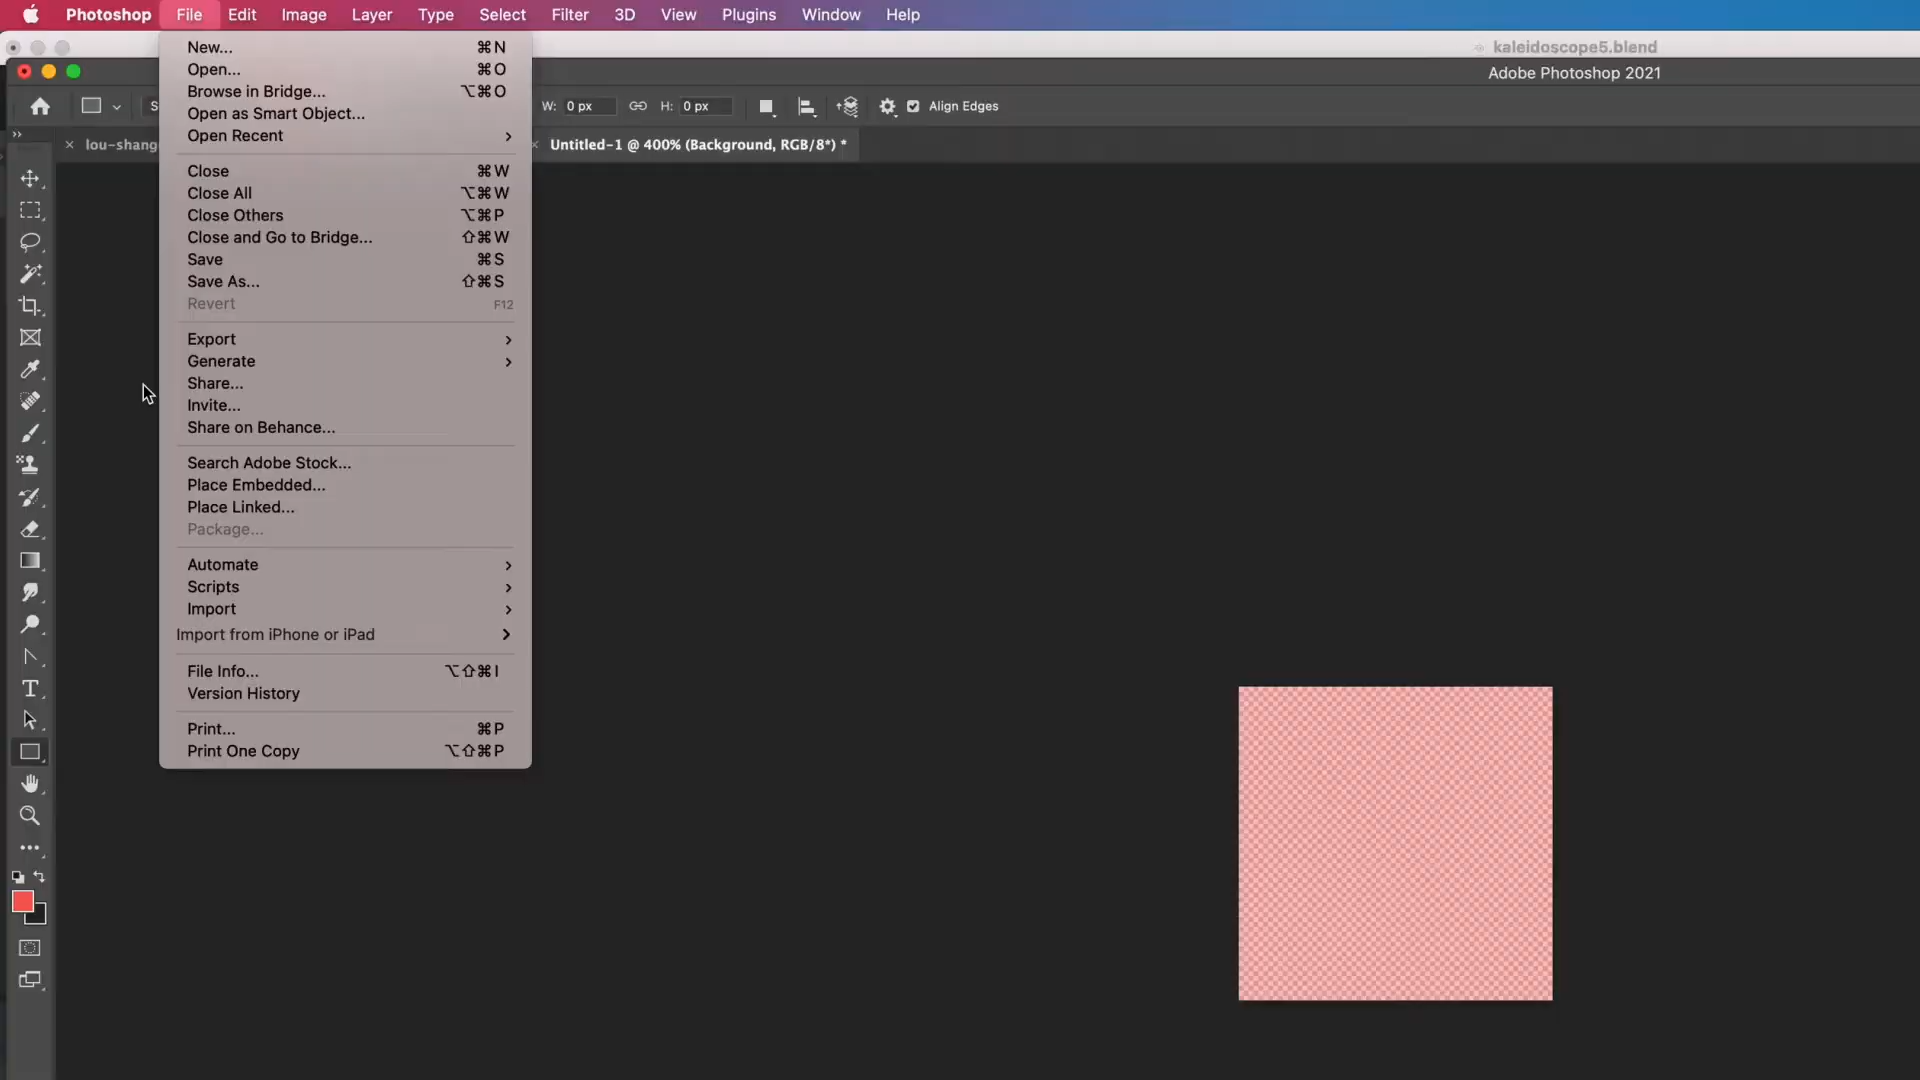 Photoshop File Edit Image Layer Type Select Filter 3D View Plugins Window Help
kaleidoscope5.blend
Adobe Photoshop 2021
W: 0 px H: 0 px Align Edges
lou-shang
Untitled-1 @ 400% (Background, RGB/8*) *
New... ⌘N
Open... ⌘O
Browse in Bridge... ⌥⌘O
Open as Smart Object...
Open Recent
Close ⌘W
Close All ⌥⌘W
Close Others ⌥⌘P
Close and Go to Bridge... ⇧⌘W
Save ⌘S
Save As... ⇧⌘S
Revert F12
Export
Generate
Share...
Invite...
Share on Behance...
Search Adobe Stock...
Place Embedded...
Place Linked...
Package...
Automate
Scripts
Import
Import from iPhone or iPad
File Info... ⌥⇧⌘I
Version History
Print... ⌘P
Print One Copy ⌥⇧⌘P